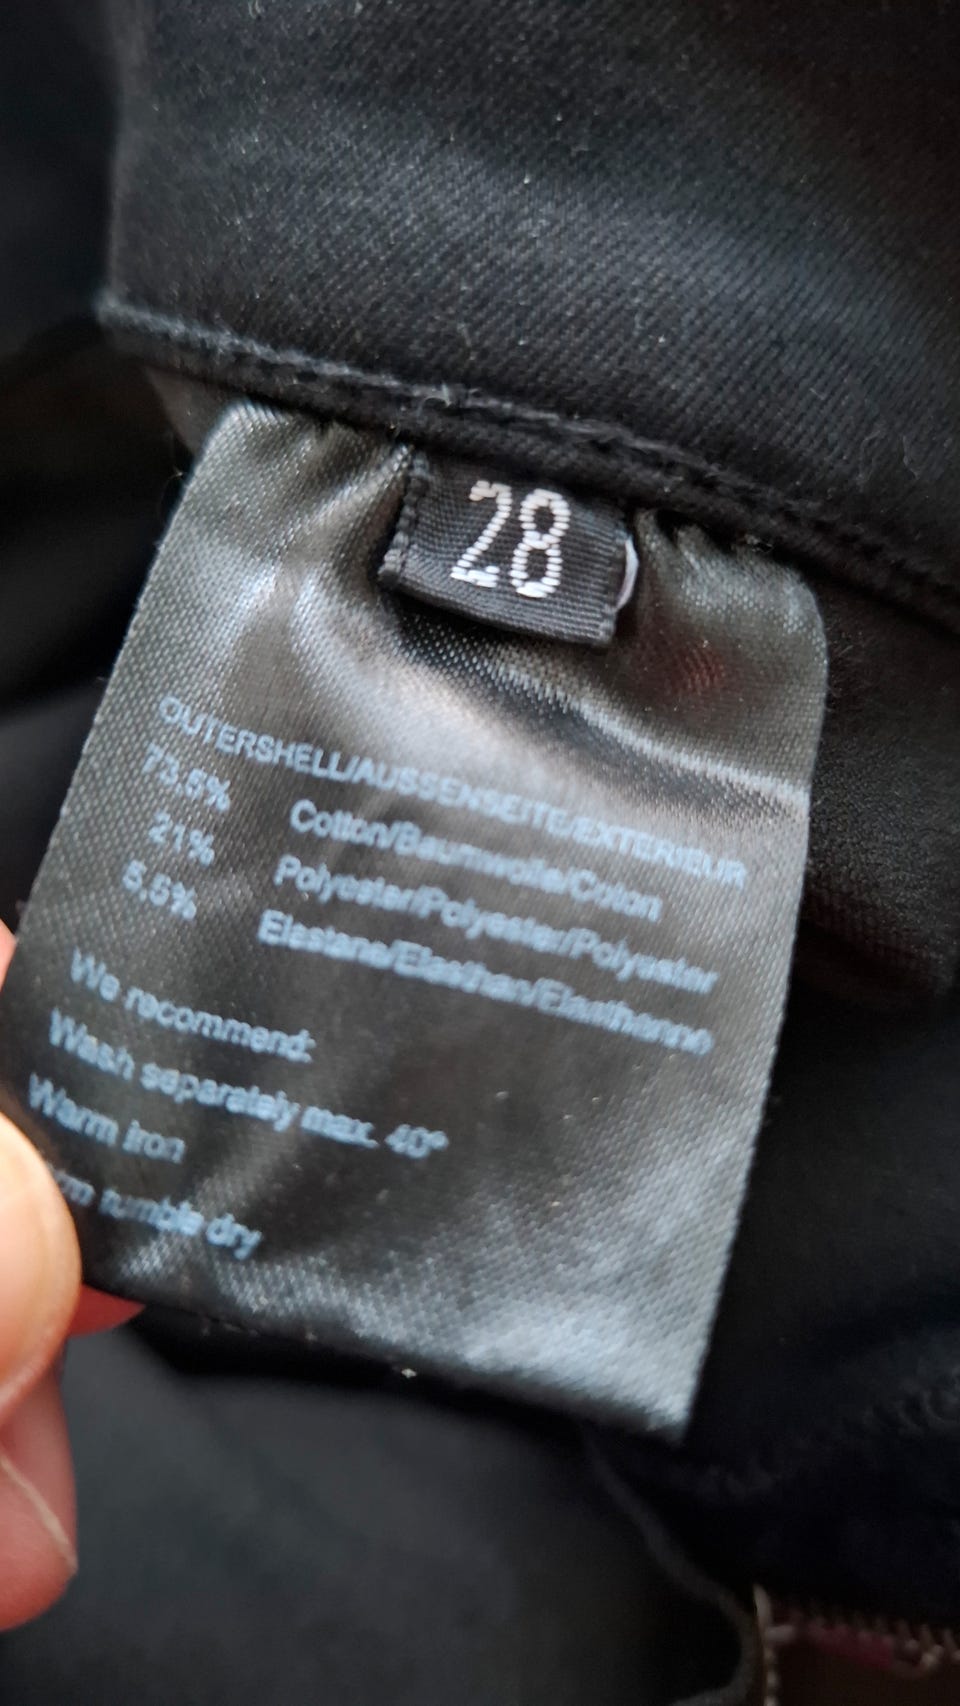 28
OUTERSHELL/AUSSENSEITE/EXTERIEUR
73,5% Cotton/Baumwolle/Coton
21% Polyester/Polyester/Polyester
5,5% Elastane/Elasthan/Elasthanne
We recommend:
Wash separately max. 40°
Warm iron
tumble dry